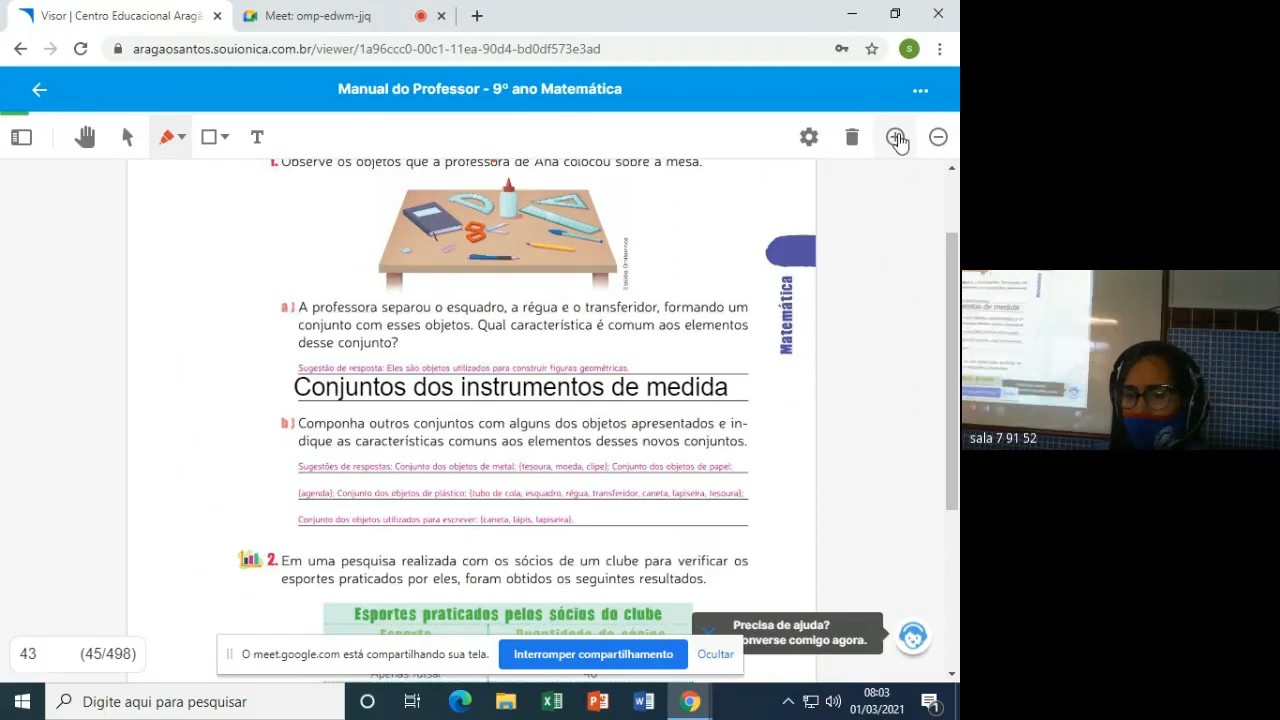 Visor | Centro Educacional Aragã
Meet: omp-edwm-jjq
aragaosantos.souionica.com.br/viewer/1a96ccc0-00c1-11ea-90d4-bd0df573e3ad
s
Manual do Professor - 9º ano Matemática
T
1. Observe os objetos que a professora de Ana colocou sobre a mesa.
Matemática
a) A professora separou o esquadro, a régua e o transferidor, formando um
conjunto com esses objetos. Qual característica é comum aos elementos
desse conjunto?
Sugestão de resposta: Eles são objetos utilizados para construir figuras geométricas.
Conjuntos dos instrumentos de medida
b) Componha outros conjuntos com alguns dos objetos apresentados e in-
dique as características comuns aos elementos desses novos conjuntos.
Sugestões de respostas: Conjunto dos objetos de metal: {tesoura, moeda, clipe}; Conjunto dos objetos de papel:
{agenda}; Conjunto dos objetos de plástico: {tubo de cola, esquadro, régua, transferidor, caneta, lapiseira, tesoura};
Conjunto dos objetos utilizados para escrever: {caneta, lápis, lapiseira}.
2. Em uma pesquisa realizada com os sócios de um clube para verificar os
esportes praticados por eles, foram obtidos os seguintes resultados.
Esportes praticados pelos sócios do clube
Esporte Quantidade de sócios
Apenas futsal 40
Precisa de ajuda?
onverse comigo agora.
43 (45/498)
O meet.google.com está compartilhando sua tela.
Interromper compartilhamento
Ocultar
Digite aqui para pesquisar
08:03
01/03/2021
1
sala 7 91 52